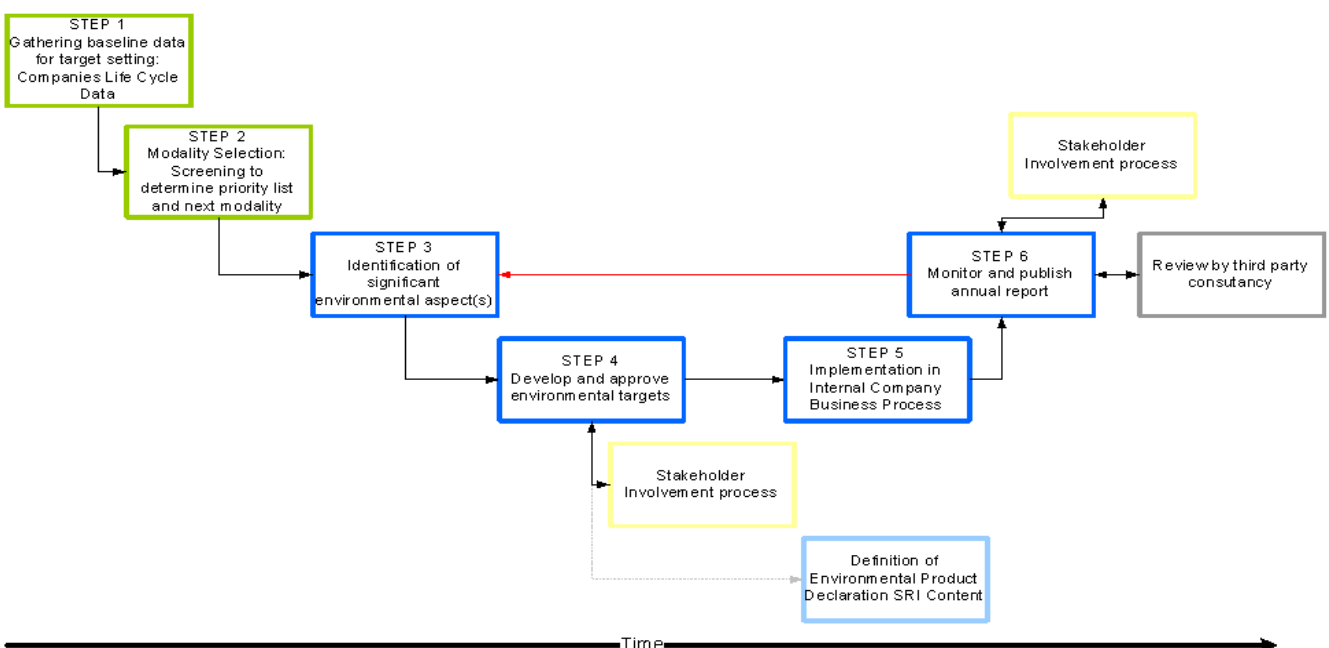 STEP 1
Gathering baseline data
for target setting:
Companies Life Cycle
Data
STEP 2
Modality Selection:
Screening to
determine priority list
and next modality
STEP 3
Identification of
significant
environmental aspect(s)
STEP 4
Develop and approve
environmental targets
STEP 5
Implementation in
Internal Company
Business Process
STEP 6
Monitor and publish
annual report
Stakeholder
Involvement process
Review by third party
consutancy
Stakeholder
Involvement process
Definition of
Environmental Product
Declaration SRI Content
Time